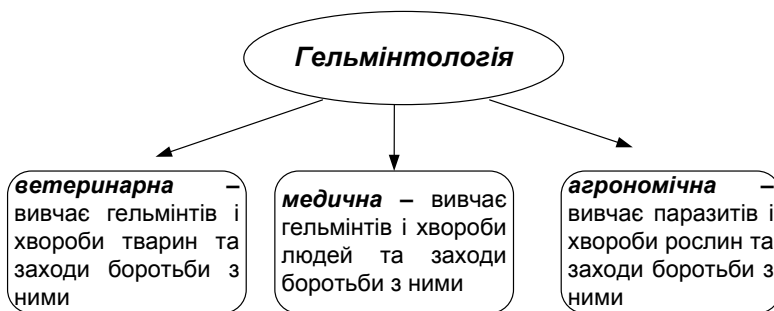 Гельмінтологія
ветеринарна –
вивчає гельмінтів і
хвороби тварин та
заходи боротьби з
ними
медична – вивчає
гельмінтів і хвороби
людей та заходи
боротьби з ними
агрономічна –
вивчає паразитів і
хвороби рослин та
заходи боротьби з
ними